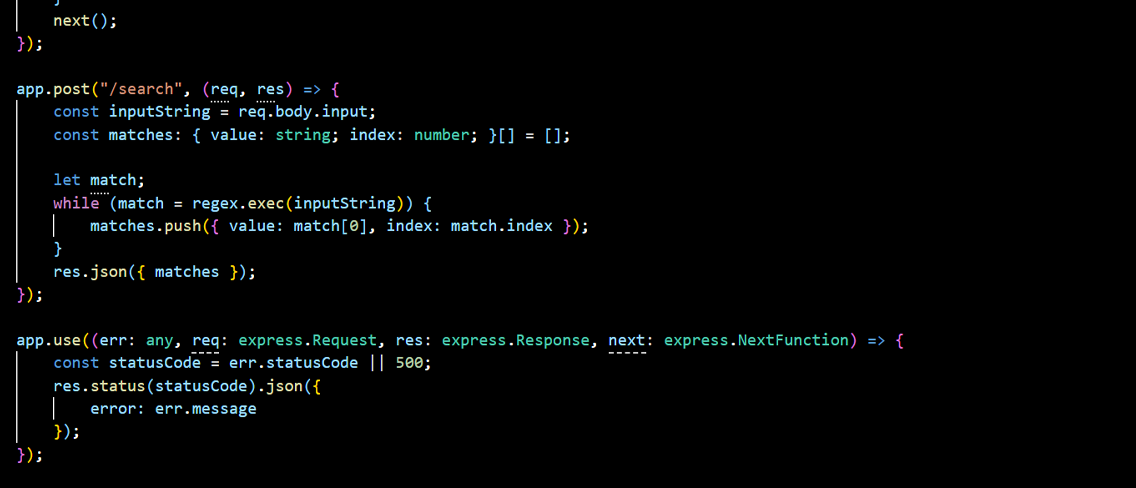 }
    next();
});

app.post("/search", (req, res) => {
    const inputString = req.body.input;
    const matches: { value: string; index: number; }[] = [];

    let match;
    while (match = regex.exec(inputString)) {
        matches.push({ value: match[0], index: match.index });
    }
    res.json({ matches });
});

app.use((err: any, req: express.Request, res: express.Response, next: express.NextFunction) => {
    const statusCode = err.statusCode || 500;
    res.status(statusCode).json({
        error: err.message
    });
});